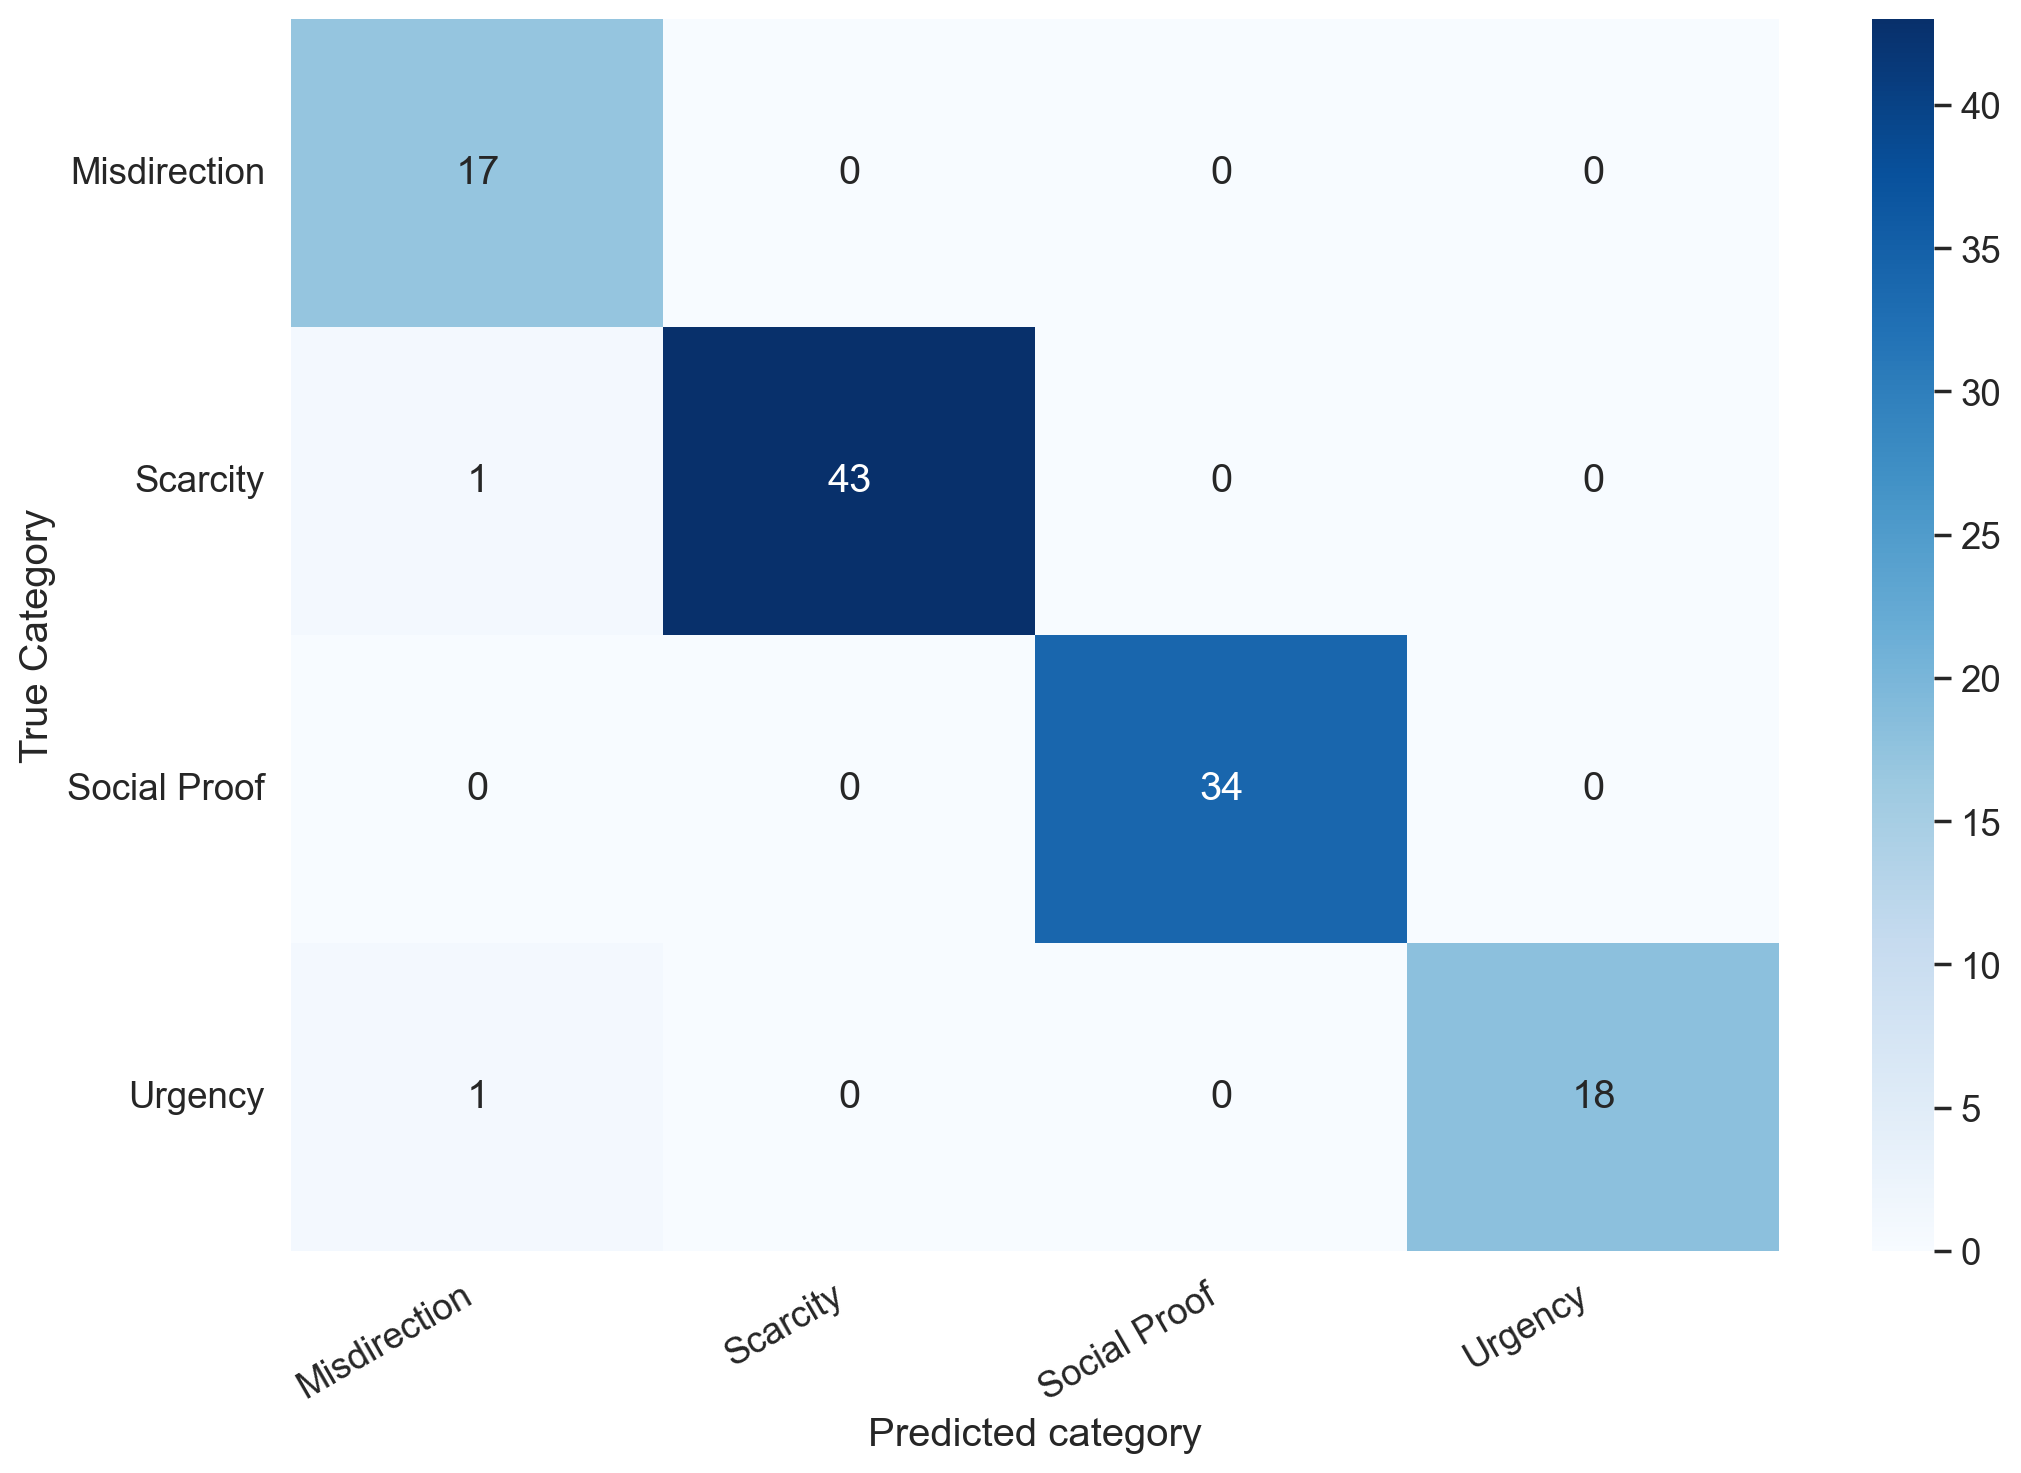 True Category
Misdirection 17 0 0 0
Scarcity 1 43 0 0
Social Proof 0 0 34 0
Urgency 1 0 0 18
Misdirection Scarcity Social Proof Urgency
Predicted category
40
35
30
25
20
15
10
5
0